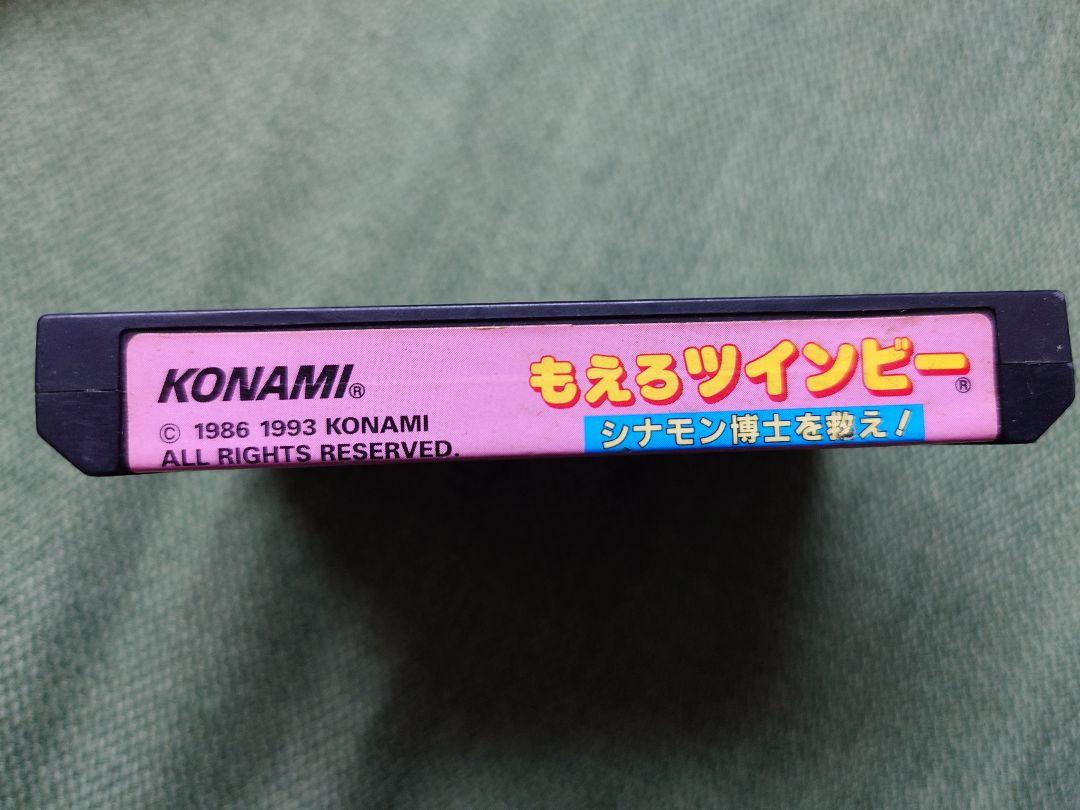 KONAMI®
© 1986 1993 KONAMI
ALL RIGHTS RESERVED.
もえろツインビー®
シナモン博士を救え!